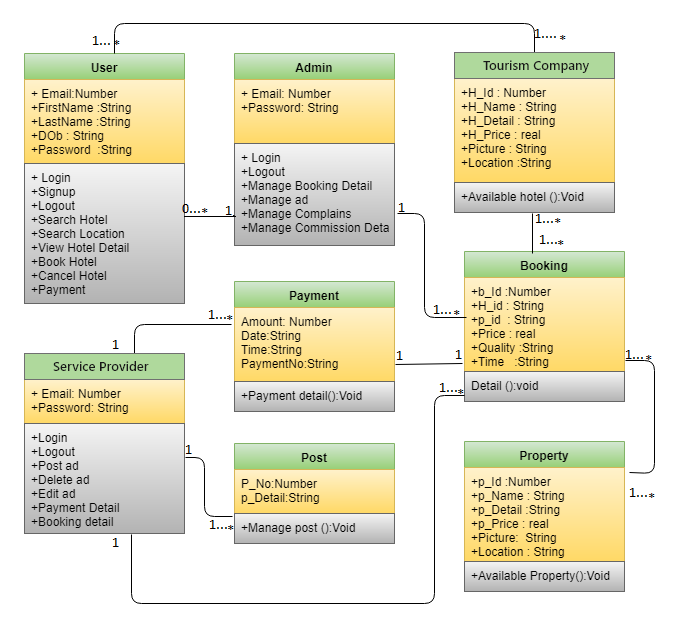 1... *
1.... *
User
+ Email:Number
+FirstName :String
+LastName :String
+DOb : String
+Password :String
+ Login
+Signup
+Logout
+Search Hotel
+Search Location
+View Hotel Detail
+Book Hotel
+Cancel Hotel
+Payment
0...*
1
Admin
+ Email: Number
+Password: String
+ Login
+Logout
+Manage Booking Detail
+Manage ad
+Manage Complains
+Manage Commission Deta
1
1...*
Tourism Company
+H_Id : Number
+H_Name : String
+H_Detail : String
+H_Price : real
+Picture : String
+Location :String
+Available hotel ():Void
1...*
1...*
Booking
+b_Id :Number
+H_id : String
+p_id : String
+Price : real
+Quality :String
+Time :String
Detail ():void
1...*
1...*
1...*
Payment
Amount: Number
Date:String
Time:String
PaymentNo:String
+Payment detail():Void
1
1
1...*
1
Service Provider
+ Email: Number
+Password: String
+Login
+Logout
+Post ad
+Delete ad
+Edit ad
+Payment Detail
+Booking detail
1
1
1...*
Post
P_No:Number
p_Detail:String
+Manage post ():Void
Property
+p_Id :Number
+p_Name : String
+p_Detail :String
+p_Price : real
+Picture: String
+Location : String
+Available Property():Void